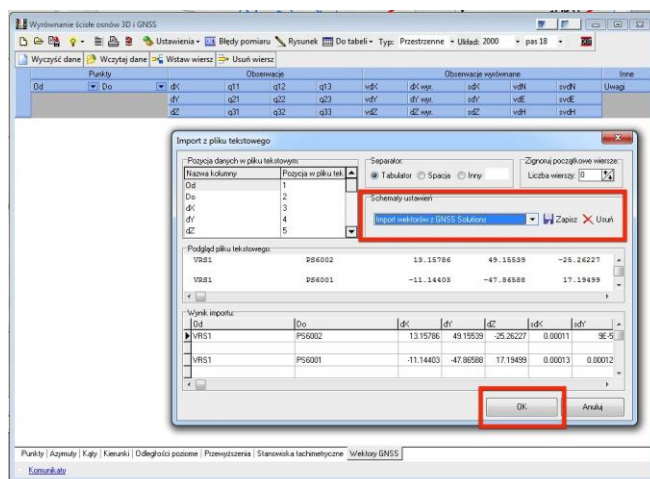 Wyrównanie ścisłe osnów 3D i GNSS
Ustawienia Błędy pomiaru Rysunek Do tabeli Typ: Przestrzenne Układ: 2000 pas 18
Wyczyść dane Wczytaj dane Wstaw wiersz Usuń wiersz
Punkty Obserwacje Obserwacje wyrównane Inne
Od Do dX q11 q12 q13 vdX dX wyr. sdX vdN svdN Uwagi
dY q21 q22 q23 vdY dY wyr. sdY vdE svdE
dZ q31 q32 q33 vdZ dZ wyr. sdZ vdH svdH
Import z pliku tekstowego
Pozycja danych w pliku tekstowym: Separator: Zignoruj początkowe wiersze:
Nazwa kolumny Pozycja w pliku tek Tabulator Spacja Inny Liczba wierszy: 0
Od 1
Do 2
dX 3
dY 4
dZ 5
Schematy ustawień
Import wektorów z GNSS Solutions Zapisz Usuń
Podgląd pliku tekstowego:
VRS1 PS6002 13.15786 49.15539 -25.26227
VRS1 PS6001 -11.14403 -47.86588 17.19499
Wynik importu:
Od Do dX dY dZ sdX sdY
VRS1 PS6002 13.15786 49.15539 -25.26227 0.00011 9E-5
VRS1 PS6001 -11.14403 -47.86588 17.19499 0.00013 0.00012
OK Anuluj
Punkty Azymuty Kąty Kierunki Odległości poziome Przewyższenia Stanowiska tachimetryczne Wektory GNSS
Komunikaty